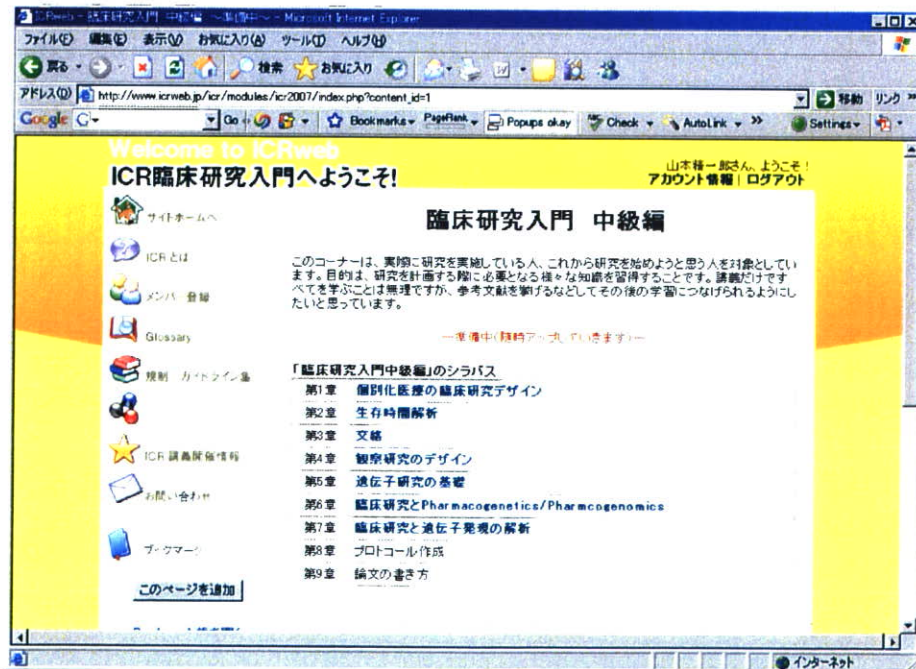 ICRweb - 臨床研究入門 中級編 ～準備中～ - Microsoft Internet Explorer
ファイル(F) 編集(E) 表示(V) お気に入り(A) ツール(T) ヘルプ(H)
戻る 検索 お気に入り
アドレス(D) http://www.icrweb.jp/icr/modules/icr2007/index.php?content_id=1 移動 リンク »
Google G Go Bookmarks PageRank Popups okay Check AutoLink » Settings
Welcome to ICRweb
ICR臨床研究入門へようこそ!
さん、ようこそ!
アカウント情報 | ログアウト
サイトホームへ
ICRとは
メンバー登録
Glossary
規制 ガイドライン集
ICR講義開催情報
お問い合わせ
ブックマーク
このページを追加
臨床研究入門 中級編
このコーナーは、実際に研究を実施している人、これから研究を始めようと思う人を対象としてい
ます。目的は、研究を計画する際に必要となる様々な知識を習得することです。講義だけです
べてを学ぶことは無理ですが、参考文献を挙げるなどしてその後の学習につなげられるようにし
たいと思っています。
―準備中(随時アップしていきます)―
「臨床研究入門中級編」のシラバス
第1章 個別化医療の臨床研究デザイン
第2章 生存時間解析
第3章 交絡
第4章 観察研究のデザイン
第5章 遺伝子研究の基礎
第6章 臨床研究とPharmacogenetics/Pharmcogenomics
第7章 臨床研究と遺伝子発現の解析
第8章 プロトコール作成
第9章 論文の書き方
インターネット